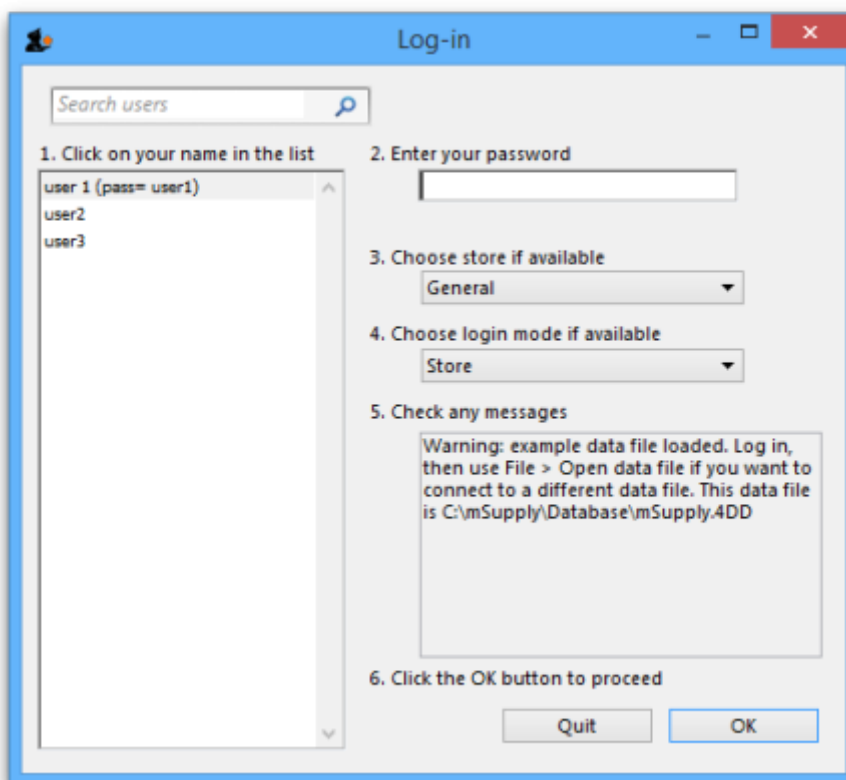 Log-in
Search users
1. Click on your name in the list
user 1 (pass= user1)
user2
user3
2. Enter your password
3. Choose store if available
General
4. Choose login mode if available
Store
5. Check any messages
Warning: example data file loaded. Log in,
then use File > Open data file if you want to
connect to a different data file. This data file
is C:\mSupply\Database\mSupply.4DD
6. Click the OK button to proceed
Quit
OK